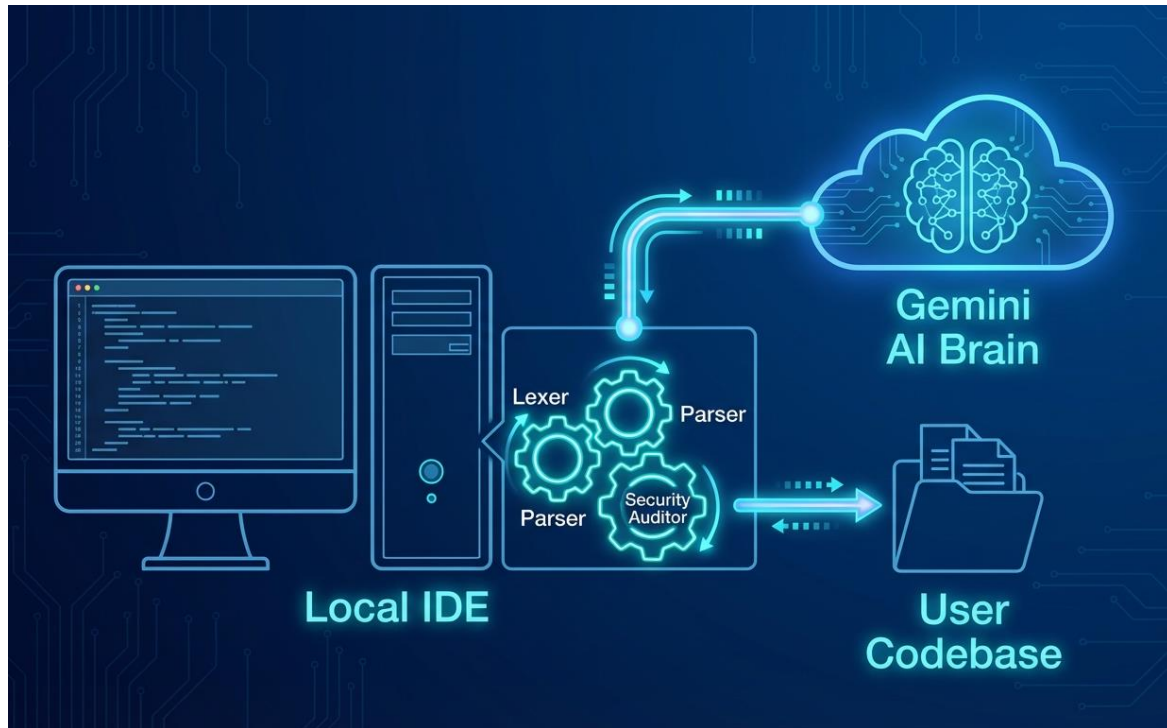 Gemini
AI Brain
Lexer
Parser
Parser
Security
Auditor
Local IDE
User
Codebase